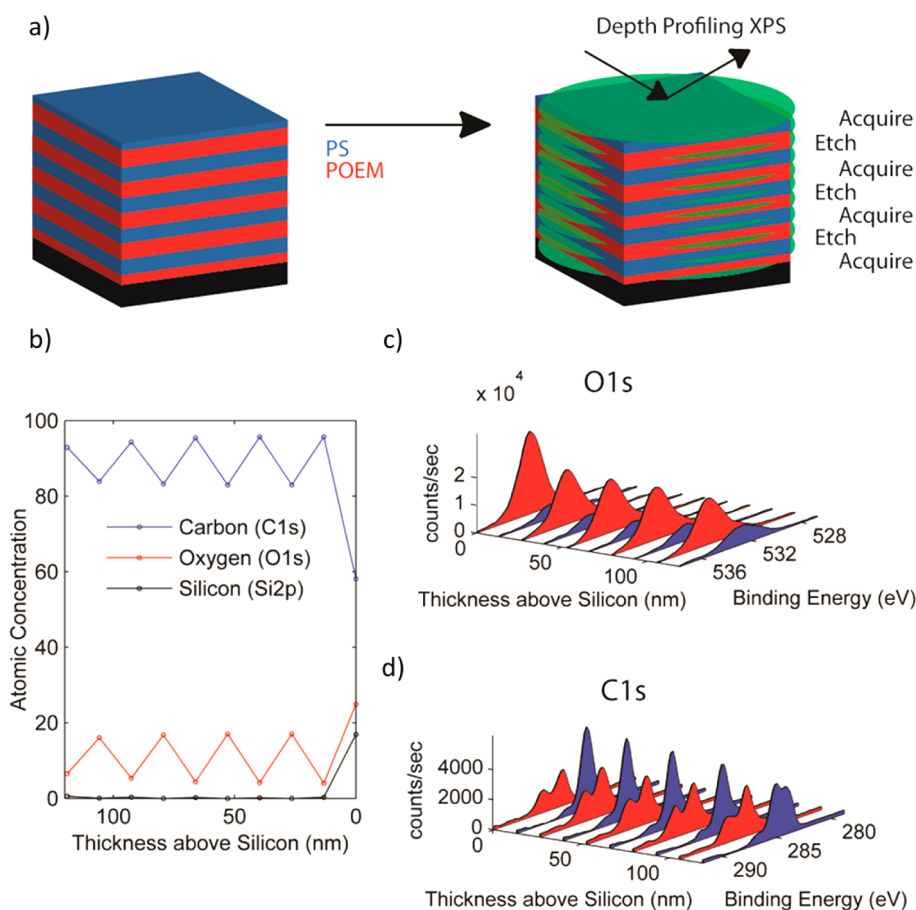 a)
Depth Profiling XPS
PS
POEM
Acquire
Etch
Acquire
Etch
Acquire
Etch
Acquire
b)
100
80
60
40
20
0
Atomic Concentration
Carbon (C1s)
Oxygen (O1s)
Silicon (Si2p)
100
50
0
Thickness above Silicon (nm)
c)
O1s
x 10⁴
2
1
0
counts/sec
0
50
100
Thickness above Silicon (nm)
536
532
528
Binding Energy (eV)
d)
C1s
4000
2000
0
counts/sec
0
50
100
Thickness above Silicon (nm)
290
285
280
Binding Energy (eV)